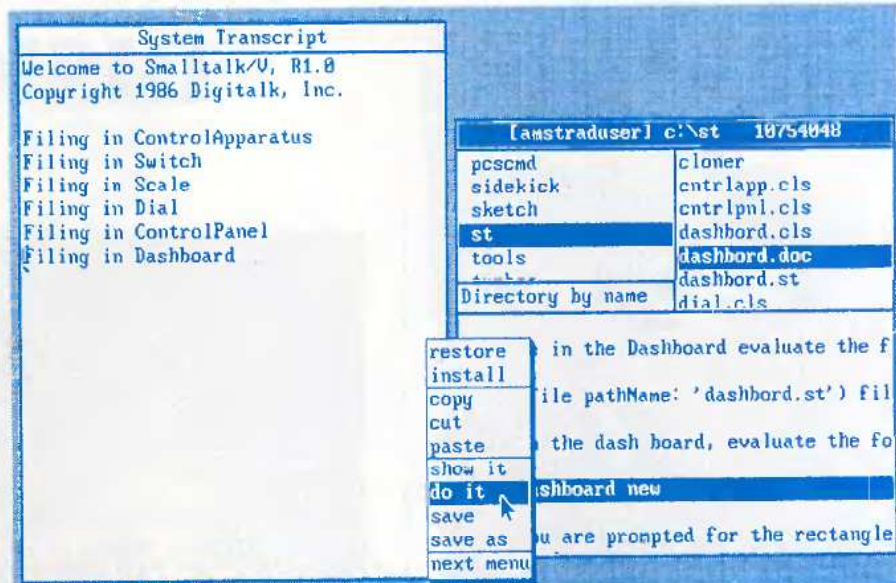 System Transcript
Welcome to Smalltalk/V, R1.0
Copyright 1986 Digitalk, Inc.
Filing in ControlApparatus
Filing in Switch
Filing in Scale
Filing in Dial
Filing in ControlPanel
Filing in Dashboard
[amstraduser] c:\st 10754048
pcscmd
sidekick
sketch
st
tools
Directory by name
cloner
cntrlapp.cls
cntrlpnl.cls
dashbord.cls
dashbord.doc
dashbord.st
dial.cls
restore
install
copy
cut
paste
show it
do it
save
save as
next menu
in the Dashboard evaluate the f
ile pathName: 'dashbord.st') fil
the dash board, evaluate the fo
shboard new
u are prompted for the rectangle